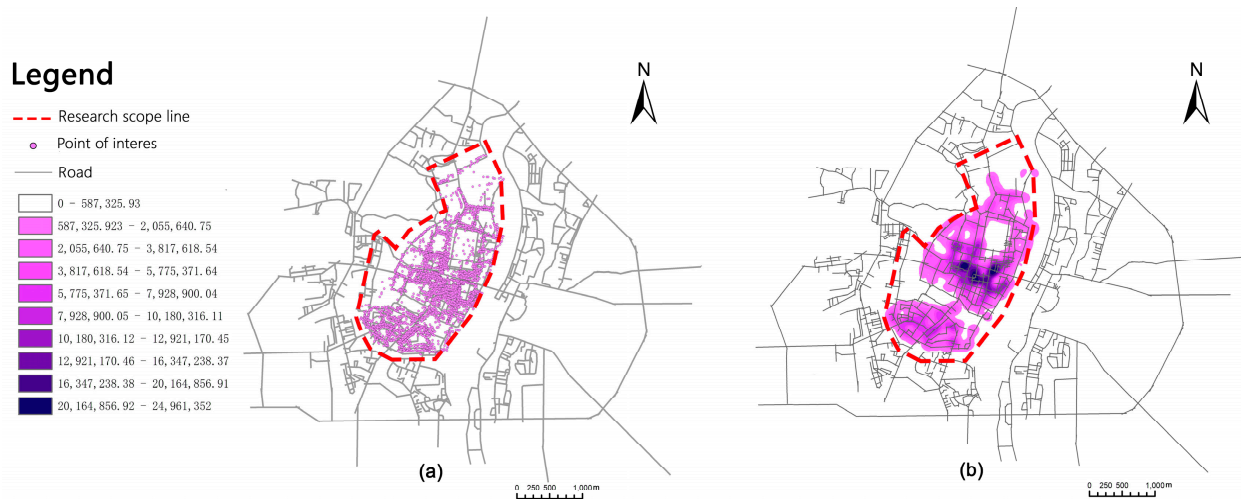 Legend
Research scope line
Point of interes
Road
0 - 587,325.93
587,325.923 - 2,055,640.75
2,055,640.75 - 3,817,618.54
3,817,618.54 - 5,775,371.64
5,775,371.65 - 7,928,900.04
7,928,900.05 - 10,180,316.11
10,180,316.12 - 12,921,170.45
12,921,170.46 - 16,347,238.37
16,347,238.38 - 20,164,856.91
20,164,856.92 - 24,961,352
N
(a)
0 250 500 1,000m
N
(b)
0 250 500 1,000m